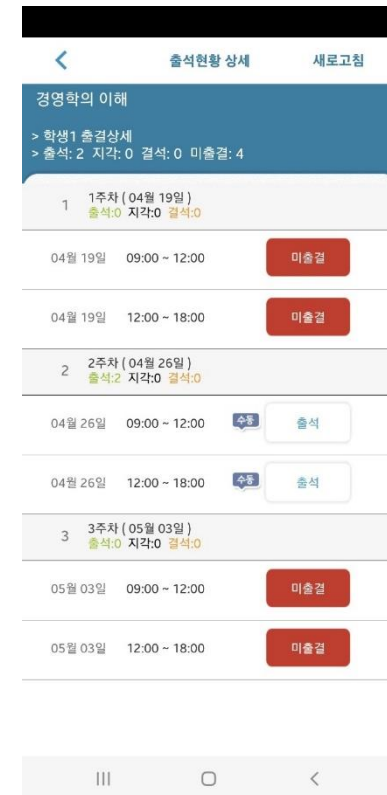 출석현황 상세 새로고침
경영학의 이해
> 학생1 출결상세
> 출석: 2 지각: 0 결석: 0 미출결: 4
1 1주차 ( 04월 19일 )
출석:0 지각:0 결석:0
04월 19일 09:00 ~ 12:00 미출결
04월 19일 12:00 ~ 18:00 미출결
2 2주차 ( 04월 26일 )
출석:2 지각:0 결석:0
04월 26일 09:00 ~ 12:00 수동 출석
04월 26일 12:00 ~ 18:00 수동 출석
3 3주차 ( 05월 03일 )
출석:0 지각:0 결석:0
05월 03일 09:00 ~ 12:00 미출결
05월 03일 12:00 ~ 18:00 미출결